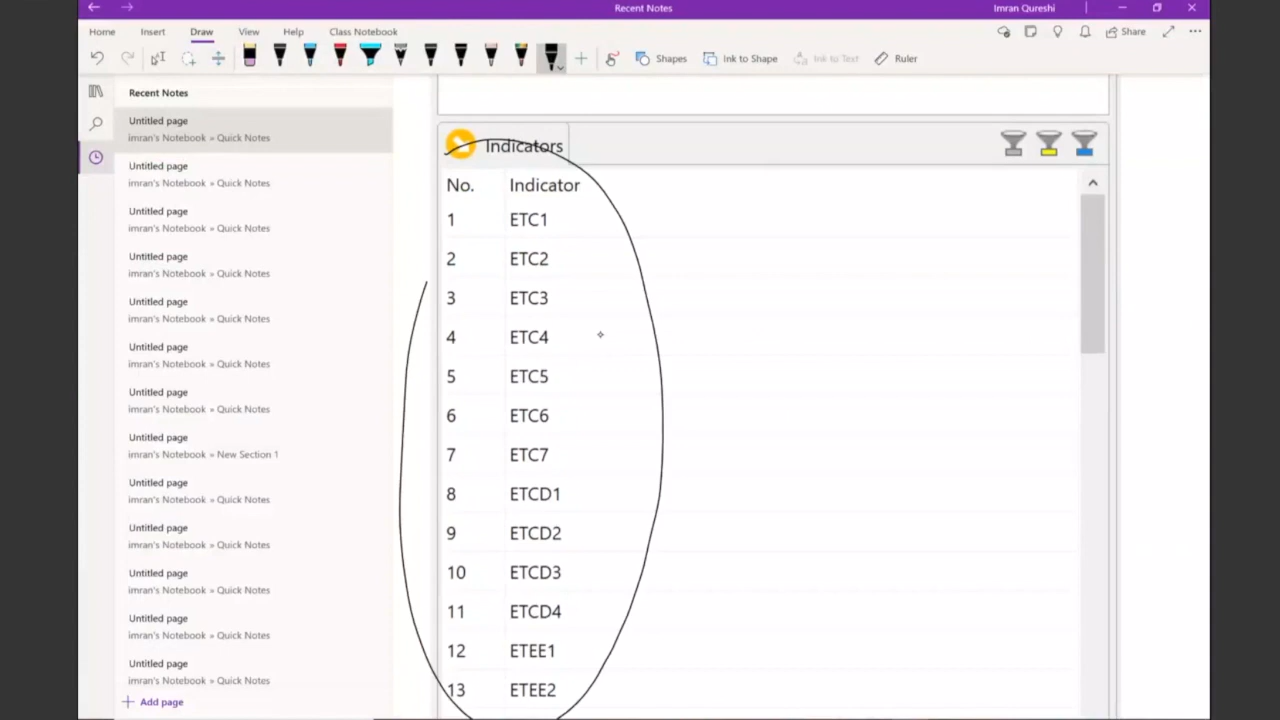 Recent Notes
Imran Qureshi
Home Insert Draw View Help Class Notebook
Share
Shapes Ink to Shape Ink to Text Ruler
Recent Notes
Untitled page
imran's Notebook » Quick Notes
Untitled page
imran's Notebook » Quick Notes
Untitled page
imran's Notebook » Quick Notes
Untitled page
imran's Notebook » Quick Notes
Untitled page
imran's Notebook » Quick Notes
Untitled page
imran's Notebook » Quick Notes
Untitled page
imran's Notebook » Quick Notes
Untitled page
imran's Notebook » New Section 1
Untitled page
imran's Notebook » Quick Notes
Untitled page
imran's Notebook » Quick Notes
Untitled page
imran's Notebook » Quick Notes
Untitled page
imran's Notebook » Quick Notes
Untitled page
imran's Notebook » Quick Notes
Add page
Indicators
No. Indicator
1 ETC1
2 ETC2
3 ETC3
4 ETC4
5 ETC5
6 ETC6
7 ETC7
8 ETCD1
9 ETCD2
10 ETCD3
11 ETCD4
12 ETEE1
13 ETEE2